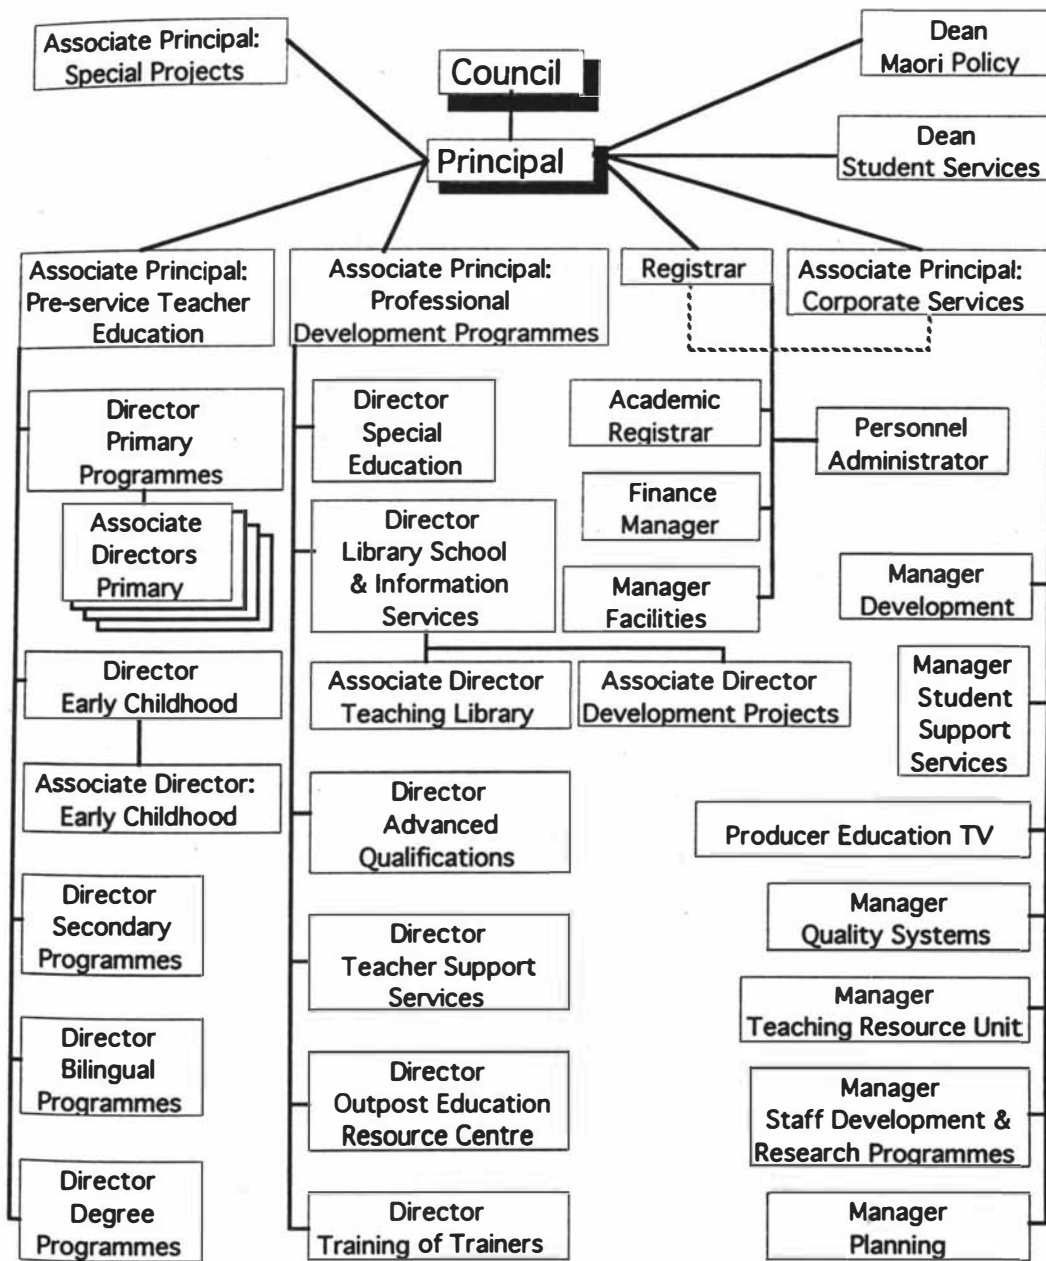 Associate Principal:
Special Projects
Council
Principal
Dean
Maori Policy
Dean
Student Services
Associate Principal:
Pre-service Teacher
Education
Associate Principal:
Professional
Development Programmes
Registrar
Associate Principal:
Corporate Services
Director
Primary
Programmes
Associate
Directors
Primary
Director
Early Childhood
Associate Director:
Early Childhood
Director
Secondary
Programmes
Director
Bilingual
Programmes
Director
Degree
Programmes
Director
Special
Education
Director
Library School
& Information
Services
Associate Director
Teaching Library
Associate Director
Development Projects
Director
Advanced
Qualifications
Director
Teacher Support
Services
Director
Outpost Education
Resource Centre
Director
Training of Trainers
Academic
Registrar
Finance
Manager
Manager
Facilities
Personnel
Administrator
Manager
Development
Manager
Student
Support
Services
Producer Education TV
Manager
Quality Systems
Manager
Teaching Resource Unit
Manager
Staff Development &
Research Programmes
Manager
Planning